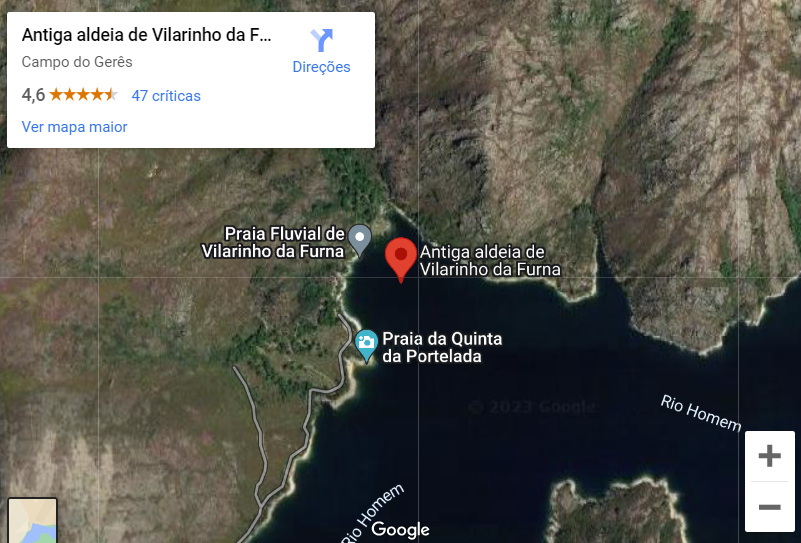 Antiga aldeia de Vilarinho da F...
Campo do Gerês
Direções
4,6
47 críticas
Ver mapa maior
Praia Fluvial de
Vilarinho da Furna
Antiga aldeia de
Vilarinho da Furna
Praia da Quinta
da Portelada
© 2023 Google
Rio Homem
Rio Homem
Google